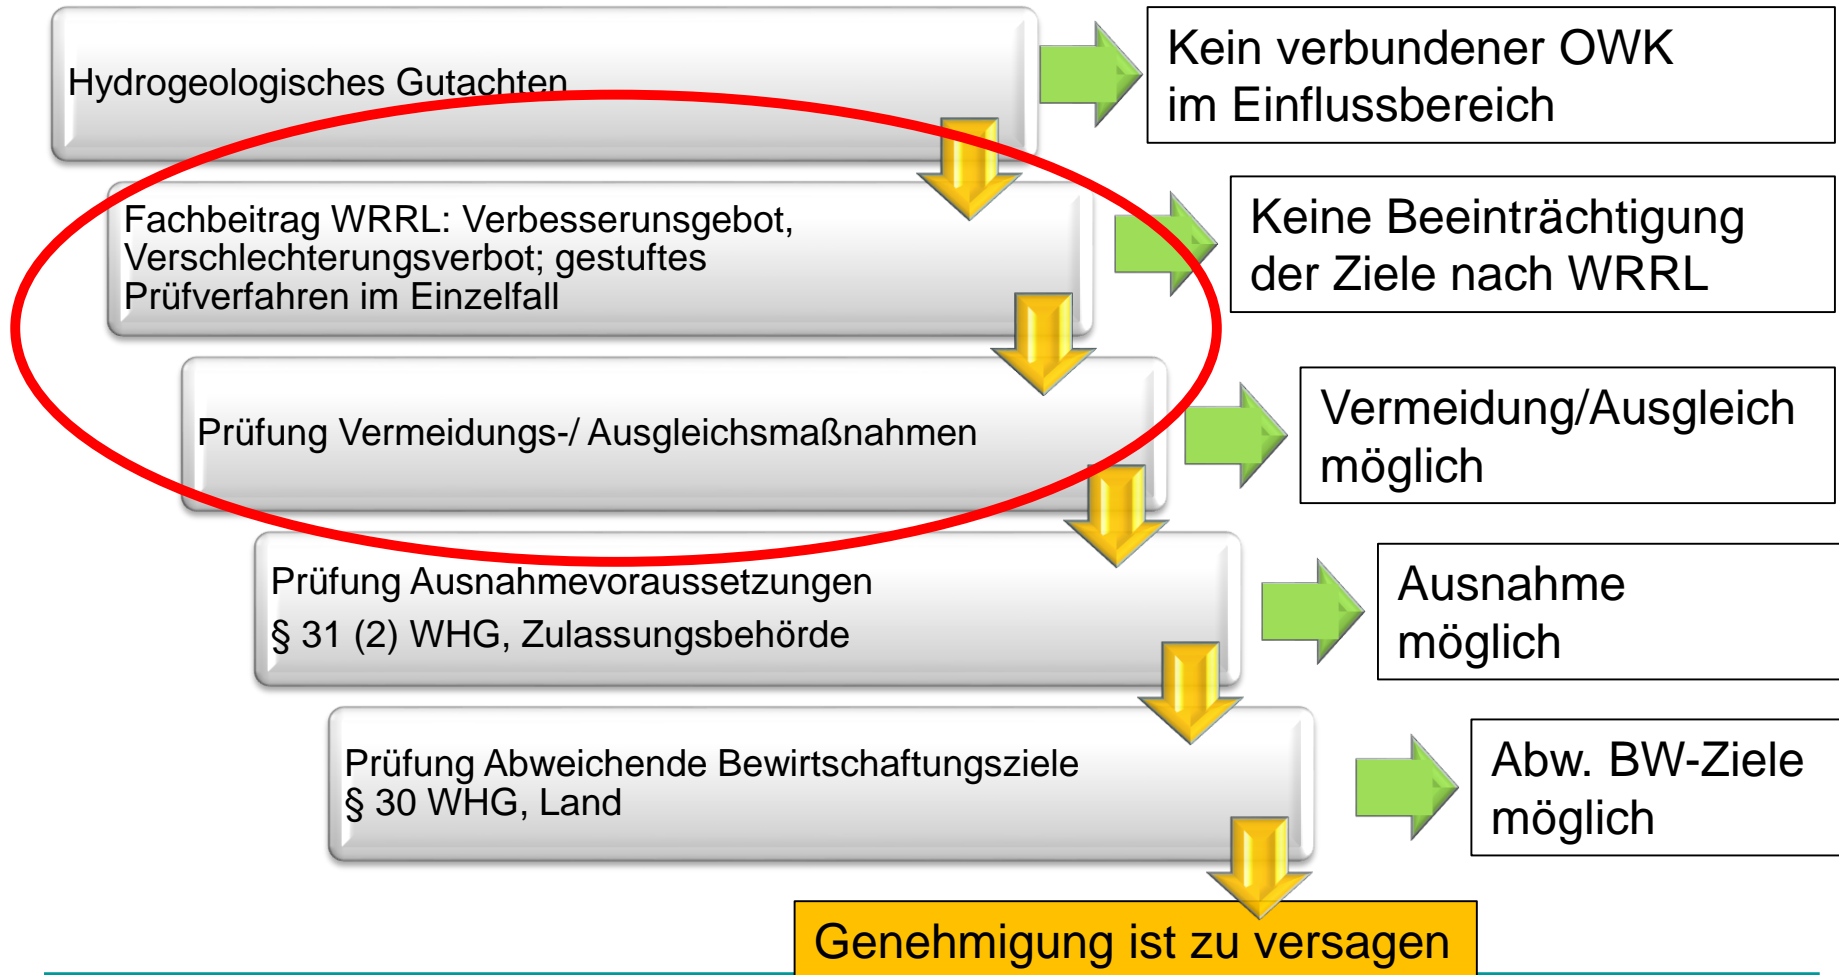 Hydrogeologisches Gutachten
Kein verbundener OWK
im Einflussbereich
Fachbeitrag WRRL: Verbesserunsgebot,
Verschlechterungsverbot; gestuftes
Prüfverfahren im Einzelfall
Keine Beeinträchtigung
der Ziele nach WRRL
Prüfung Vermeidungs-/ Ausgleichsmaßnahmen
Vermeidung/Ausgleich
möglich
Prüfung Ausnahmevoraussetzungen
§ 31 (2) WHG, Zulassungsbehörde
Ausnahme
möglich
Prüfung Abweichende Bewirtschaftungsziele
§ 30 WHG, Land
Abw. BW-Ziele
möglich
Genehmigung ist zu versagen